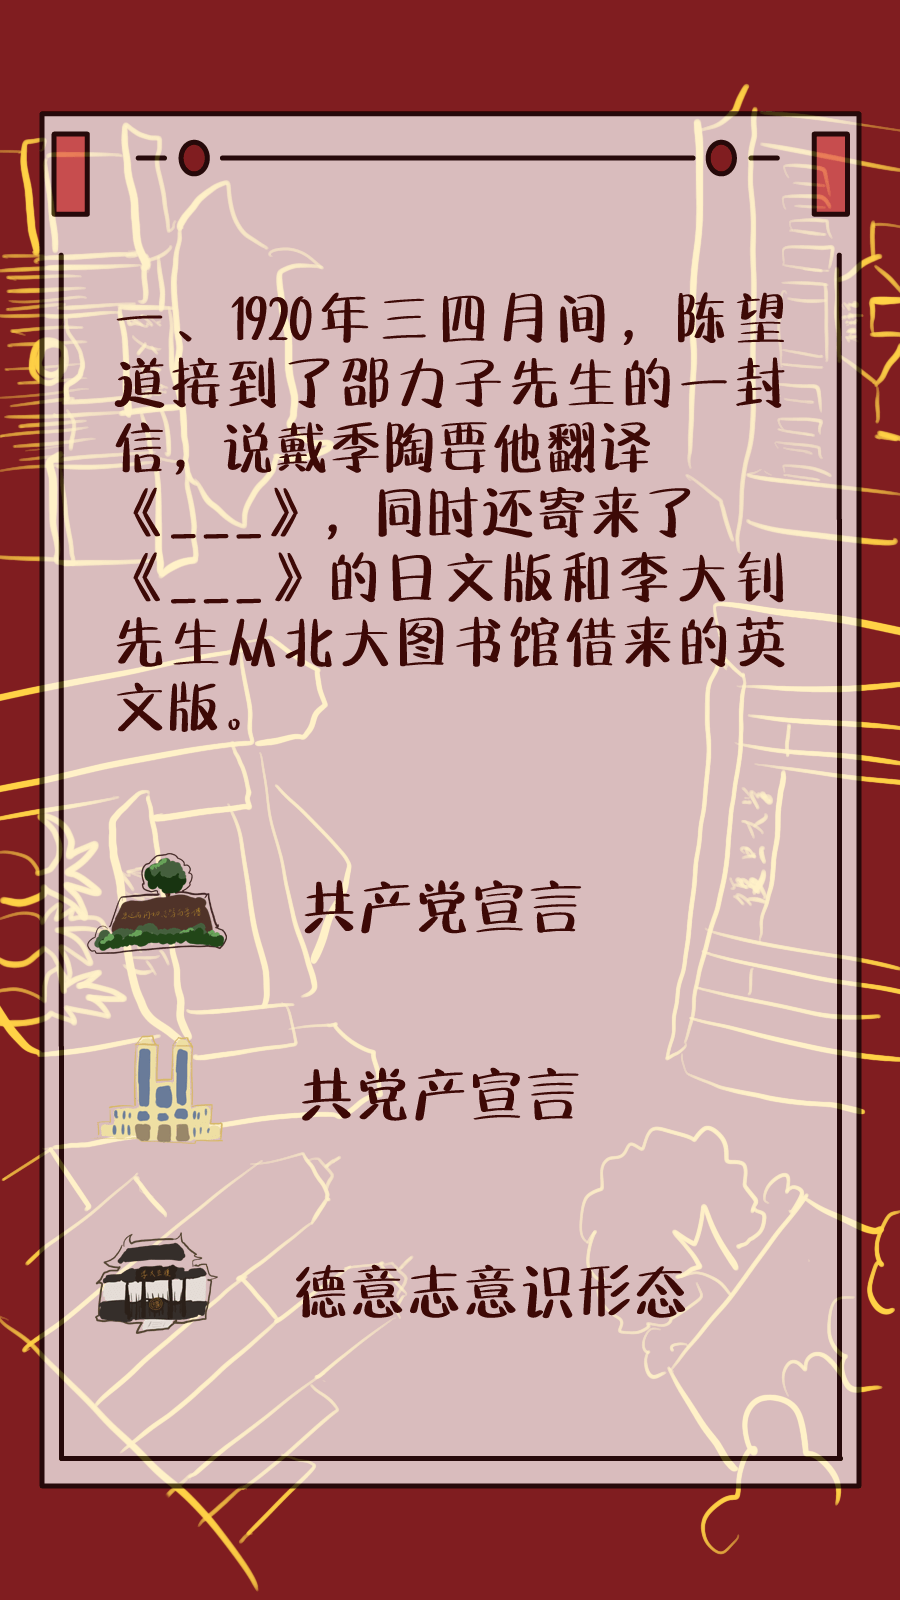 一、1920年三四月间，陈望
道接到了邵力子先生的一封
信，说戴季陶要他翻译
《___》，同时还寄来了
《___》的日文版和李大钊
先生从北大图书馆借来的英
文版。
共产党宣言
共党产宣言
德意志意识形态
復旦大学